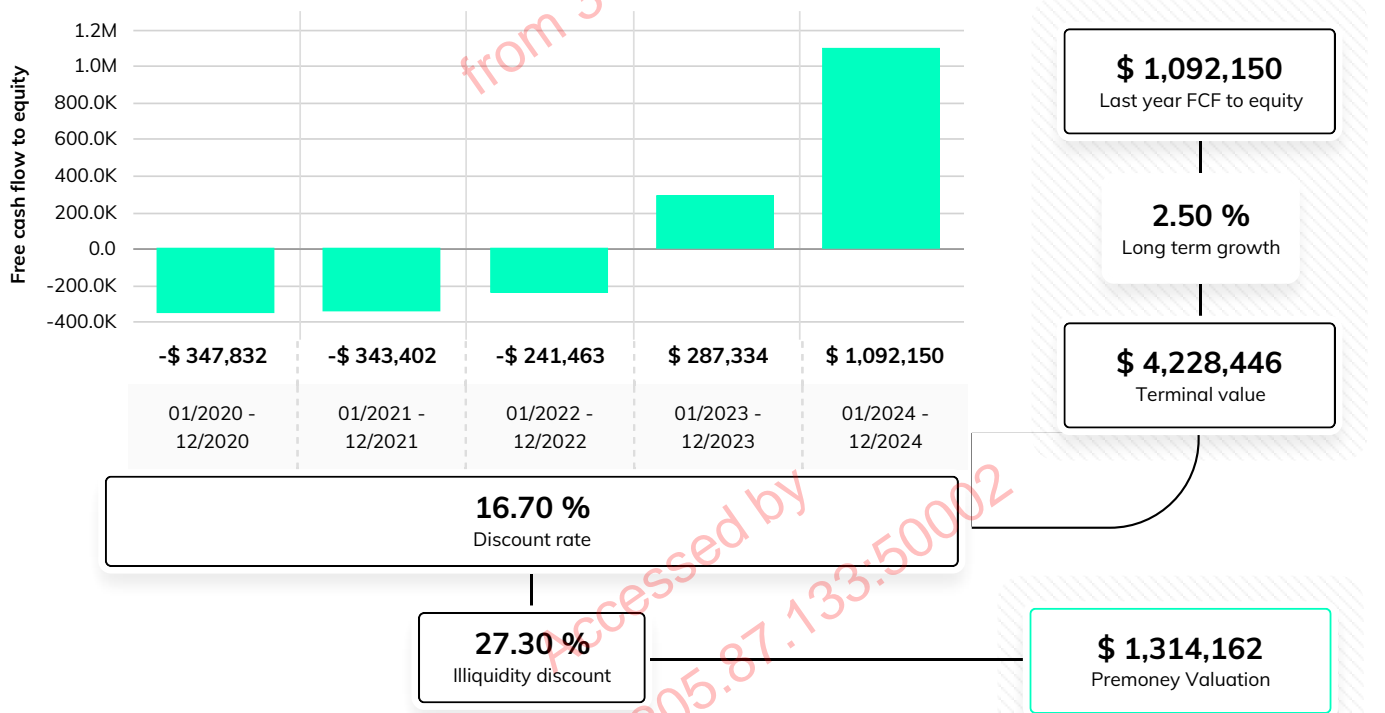 Free cash flow to equity
1.2M
1.0M
800.0K
600.0K
400.0K
200.0K
0.0
-200.0K
-400.0K
-$ 347,832
-$ 343,402
-$ 241,463
$ 287,334
$ 1,092,150
01/2020 -
12/2020
01/2021 -
12/2021
01/2022 -
12/2022
01/2023 -
12/2023
01/2024 -
12/2024
$ 1,092,150
Last year FCF to equity
2.50 %
Long term growth
$ 4,228,446
Terminal value
16.70 %
Discount rate
27.30 %
Illiquidity discount
$ 1,314,162
Premoney Valuation
from
Accessed by
205.87.133:50002